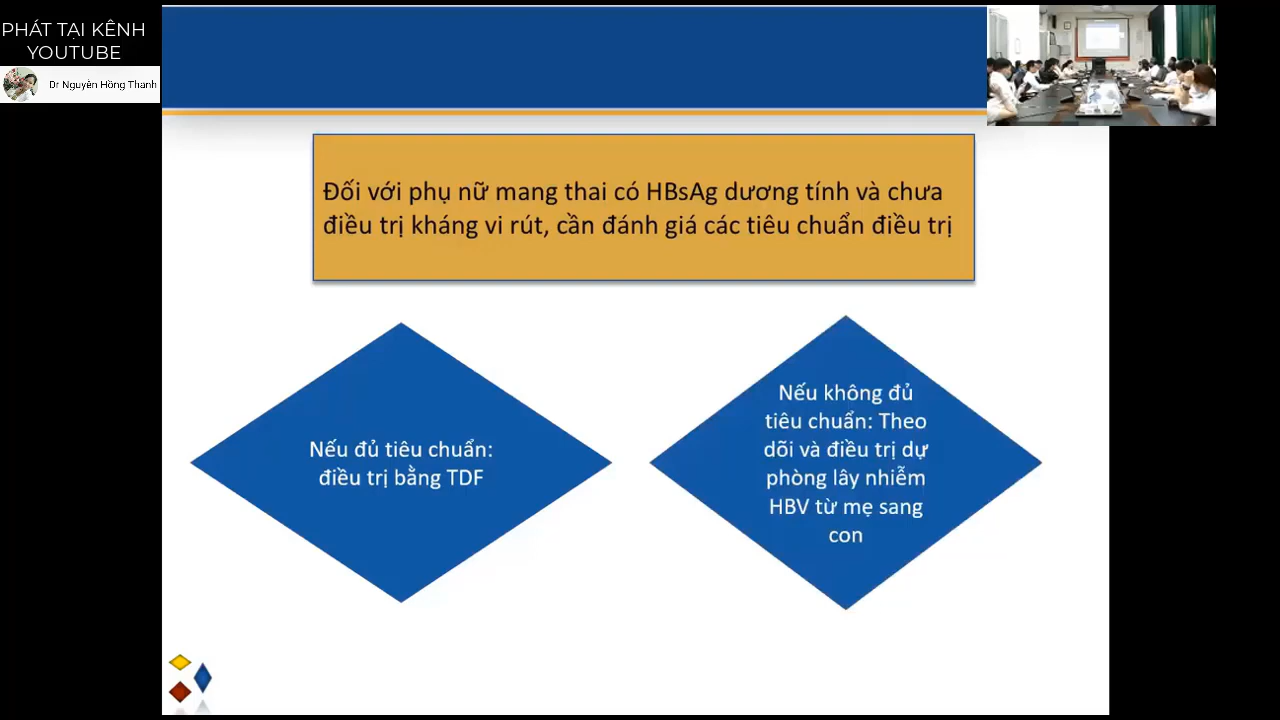 PHÁT TẠI KÊNH
YOUTUBE
Dr Nguyễn Hồng Thanh
Đối với phụ nữ mang thai có HBsAg dương tính và chưa
điều trị kháng vi rút, cần đánh giá các tiêu chuẩn điều trị
Nếu đủ tiêu chuẩn:
điều trị bằng TDF
Nếu không đủ
tiêu chuẩn: Theo
dõi và điều trị dự
phòng lây nhiễm
HBV từ mẹ sang
con